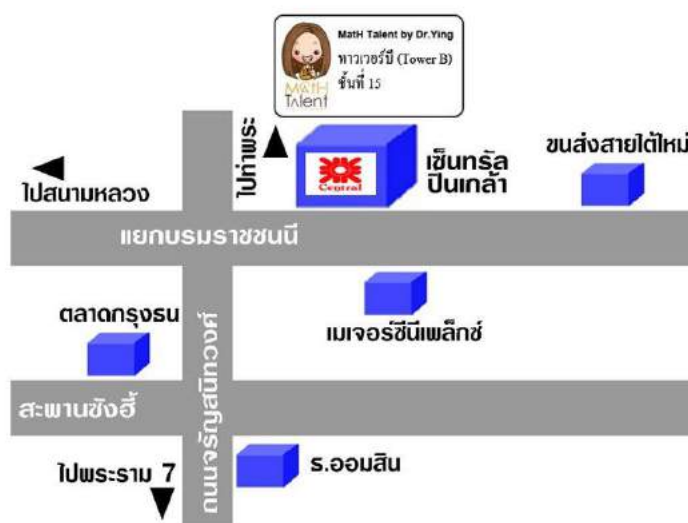 MatH Talent by Dr.Ying
ทาวเวอร์บี (Tower B)
ชั้นที่ 15
MATH
Talent
ไปท่าพระ
Central
เซ็นทรัล
ปิ่นเกล้า
ขนส่งสายใต้ใหม่
ไปสนามหลวง
แยกบรมราชชนนี
ตลาดกรุงธน
เมเจอร์ซีนีเพล็กซ์
ถนนจรัญสนิทวงศ์
สะพานซังฮี้
ไปพระราม 7
ธ.ออมสิน